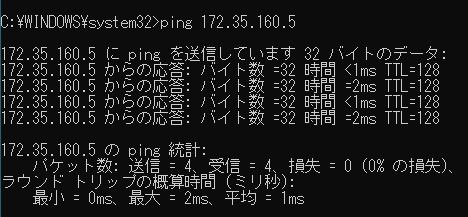 C:¥WINDOWS¥system32>ping 172.35.160.5
172.35.160.5 に ping を送信しています 32 バイトのデータ:
172.35.160.5 からの応答: バイト数 =32 時間 <1ms TTL=128
172.35.160.5 からの応答: バイト数 =32 時間 =2ms TTL=128
172.35.160.5 からの応答: バイト数 =32 時間 <1ms TTL=128
172.35.160.5 からの応答: バイト数 =32 時間 =2ms TTL=128
172.35.160.5 の ping 統計:
パケット数: 送信 = 4、受信 = 4、損失 = 0 (0% の損失)、
ラウンド トリップの概算時間 (ミリ秒):
最小 = 0ms、最大 = 2ms、平均 = 1ms